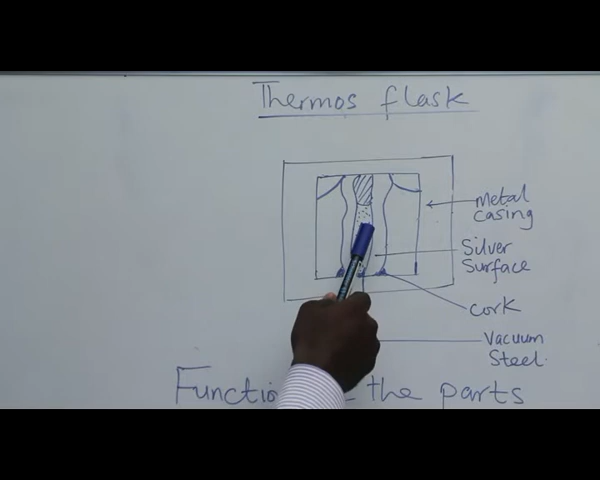 Thermos flask
Metal
Casing
Silver
Surface
Cork
Vacuum
Steel.
the parts